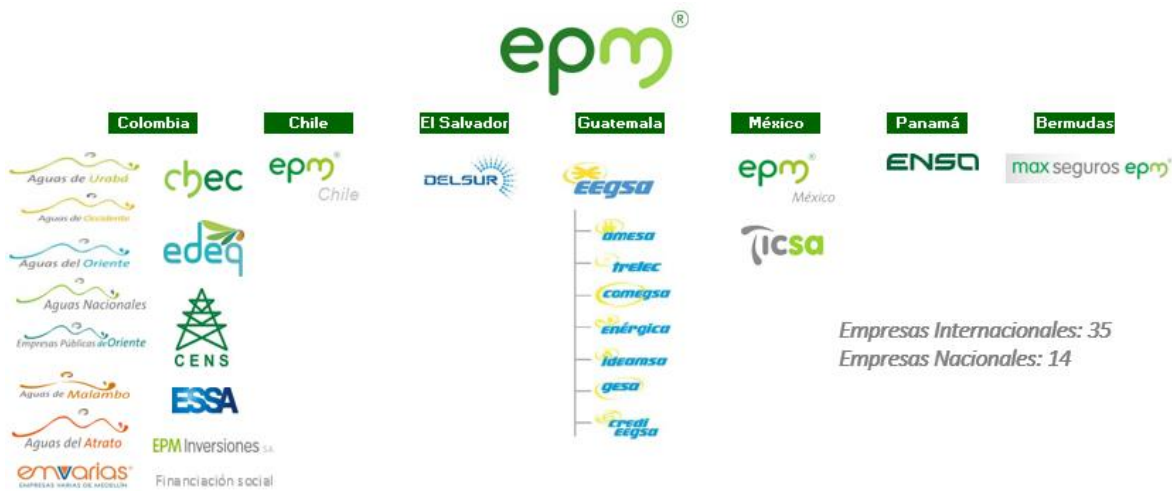 epm®
Colombia
Chile
El Salvador
Guatemala
México
Panamá
Bermudas
Aguas de Urabá
Aguas de Occidente
Aguas del Oriente
Aguas Nacionales
Empresas Públicas de Oriente
Aguas de Malambo
Aguas del Atrato
emvarias®
EMPRESAS VARIAS DE MEDELLÍN
chec
edeq
CENS
ESSA
EPM Inversiones S.A.
Financiación social
epm®
Chile
DELSUR
EEGSA
amesa
trelec
comegsa
enérgica
ideamsa
gesa
credi
eegsa
epm®
México
Ticsa
ENSA
max seguros epm®
Empresas Internacionales: 35
Empresas Nacionales: 14